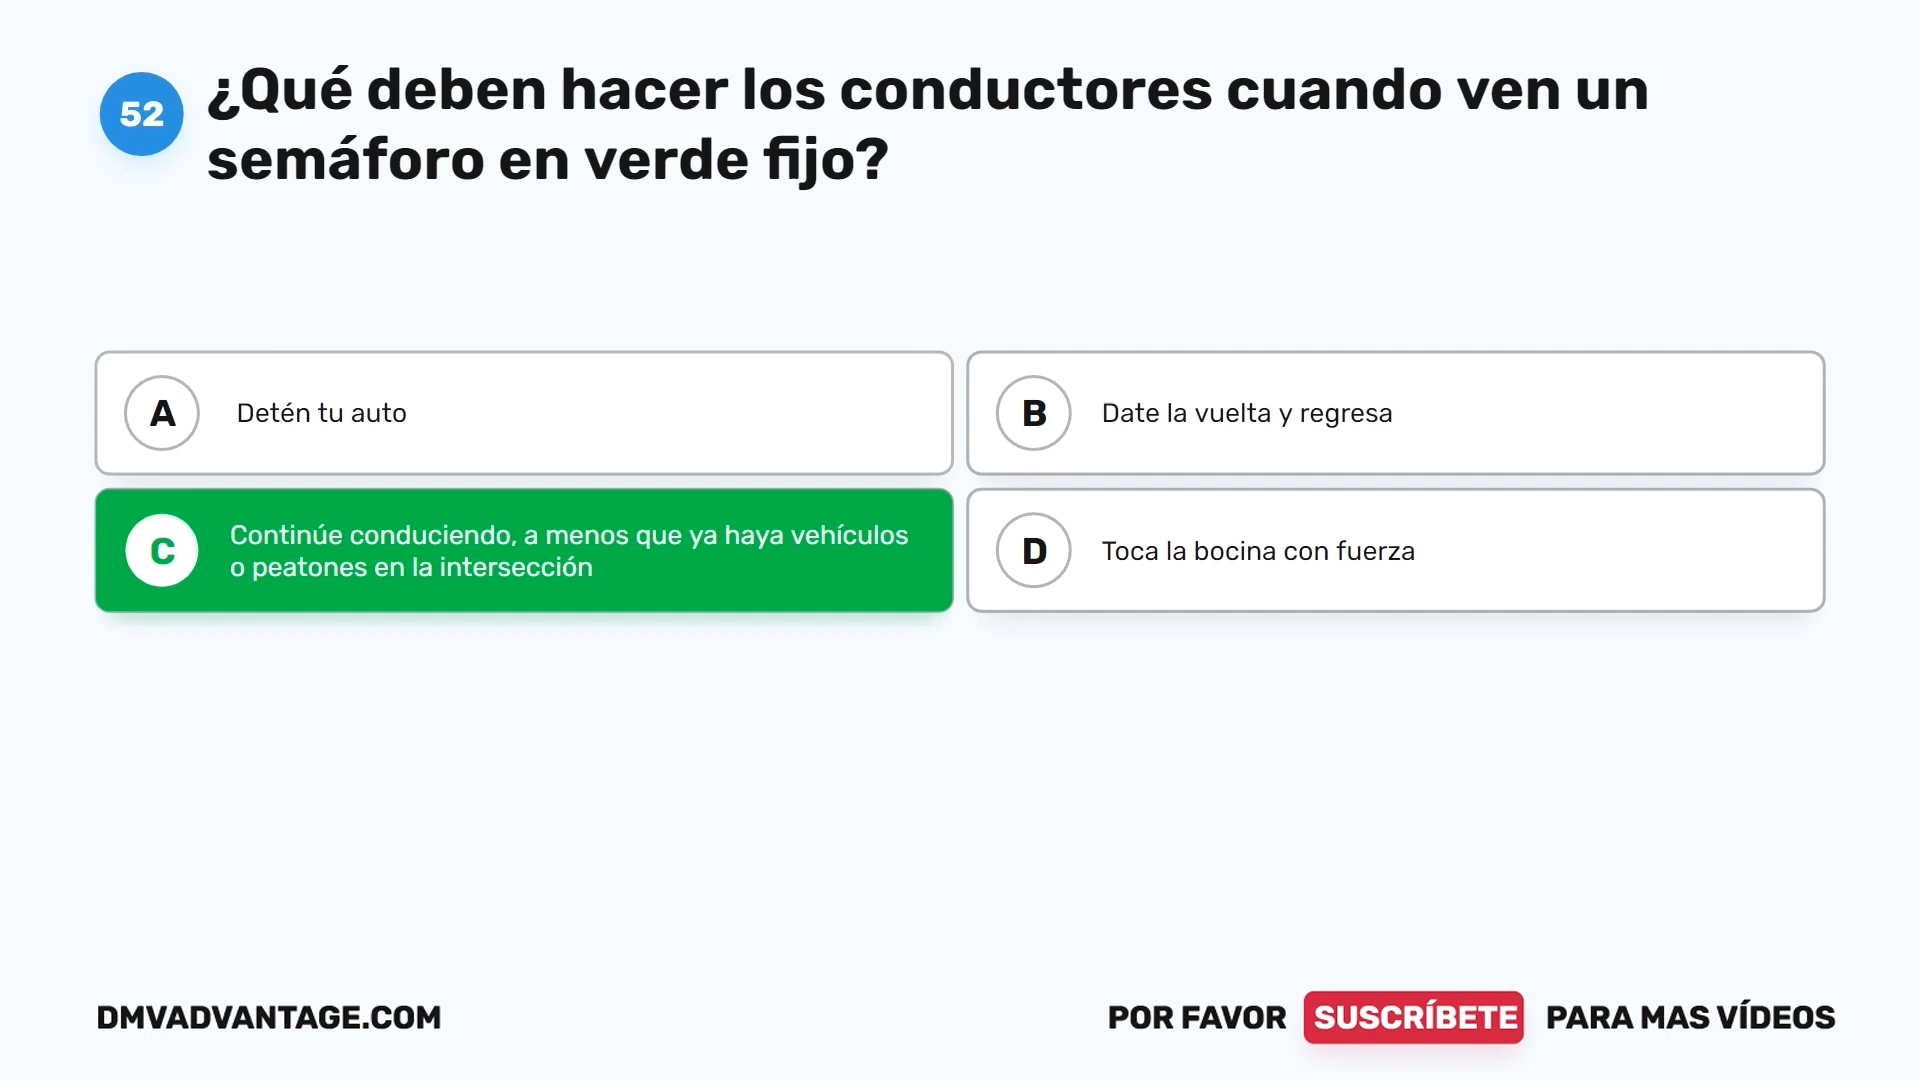 52
¿Qué deben hacer los conductores cuando ven un
semáforo en verde fijo?
A
Detén tu auto
B
Date la vuelta y regresa
C
Continúe conduciendo, a menos que ya haya vehículos
o peatones en la intersección
D
Toca la bocina con fuerza
DMVADVANTAGE.COM
POR FAVOR SUSCRÍBETE PARA MAS VÍDEOS